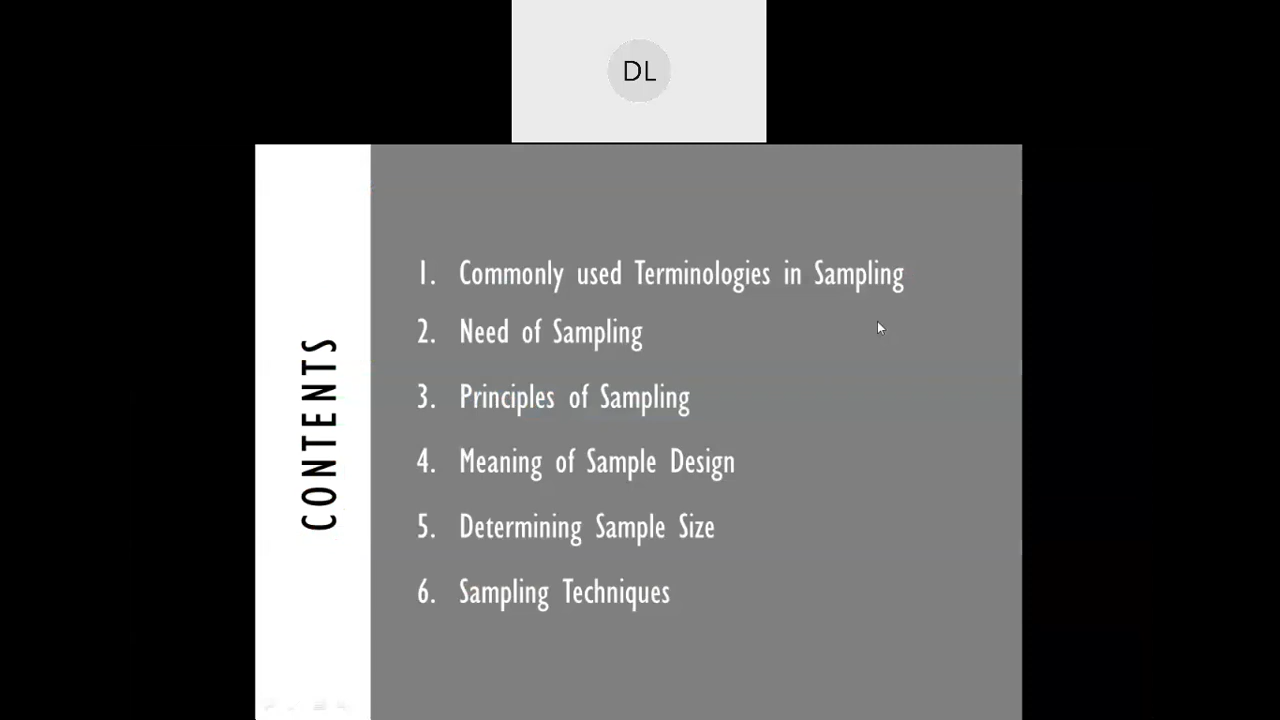 DL
CONTENTS
1. Commonly used Terminologies in Sampling
2. Need of Sampling
3. Principles of Sampling
4. Meaning of Sample Design
5. Determining Sample Size
6. Sampling Techniques